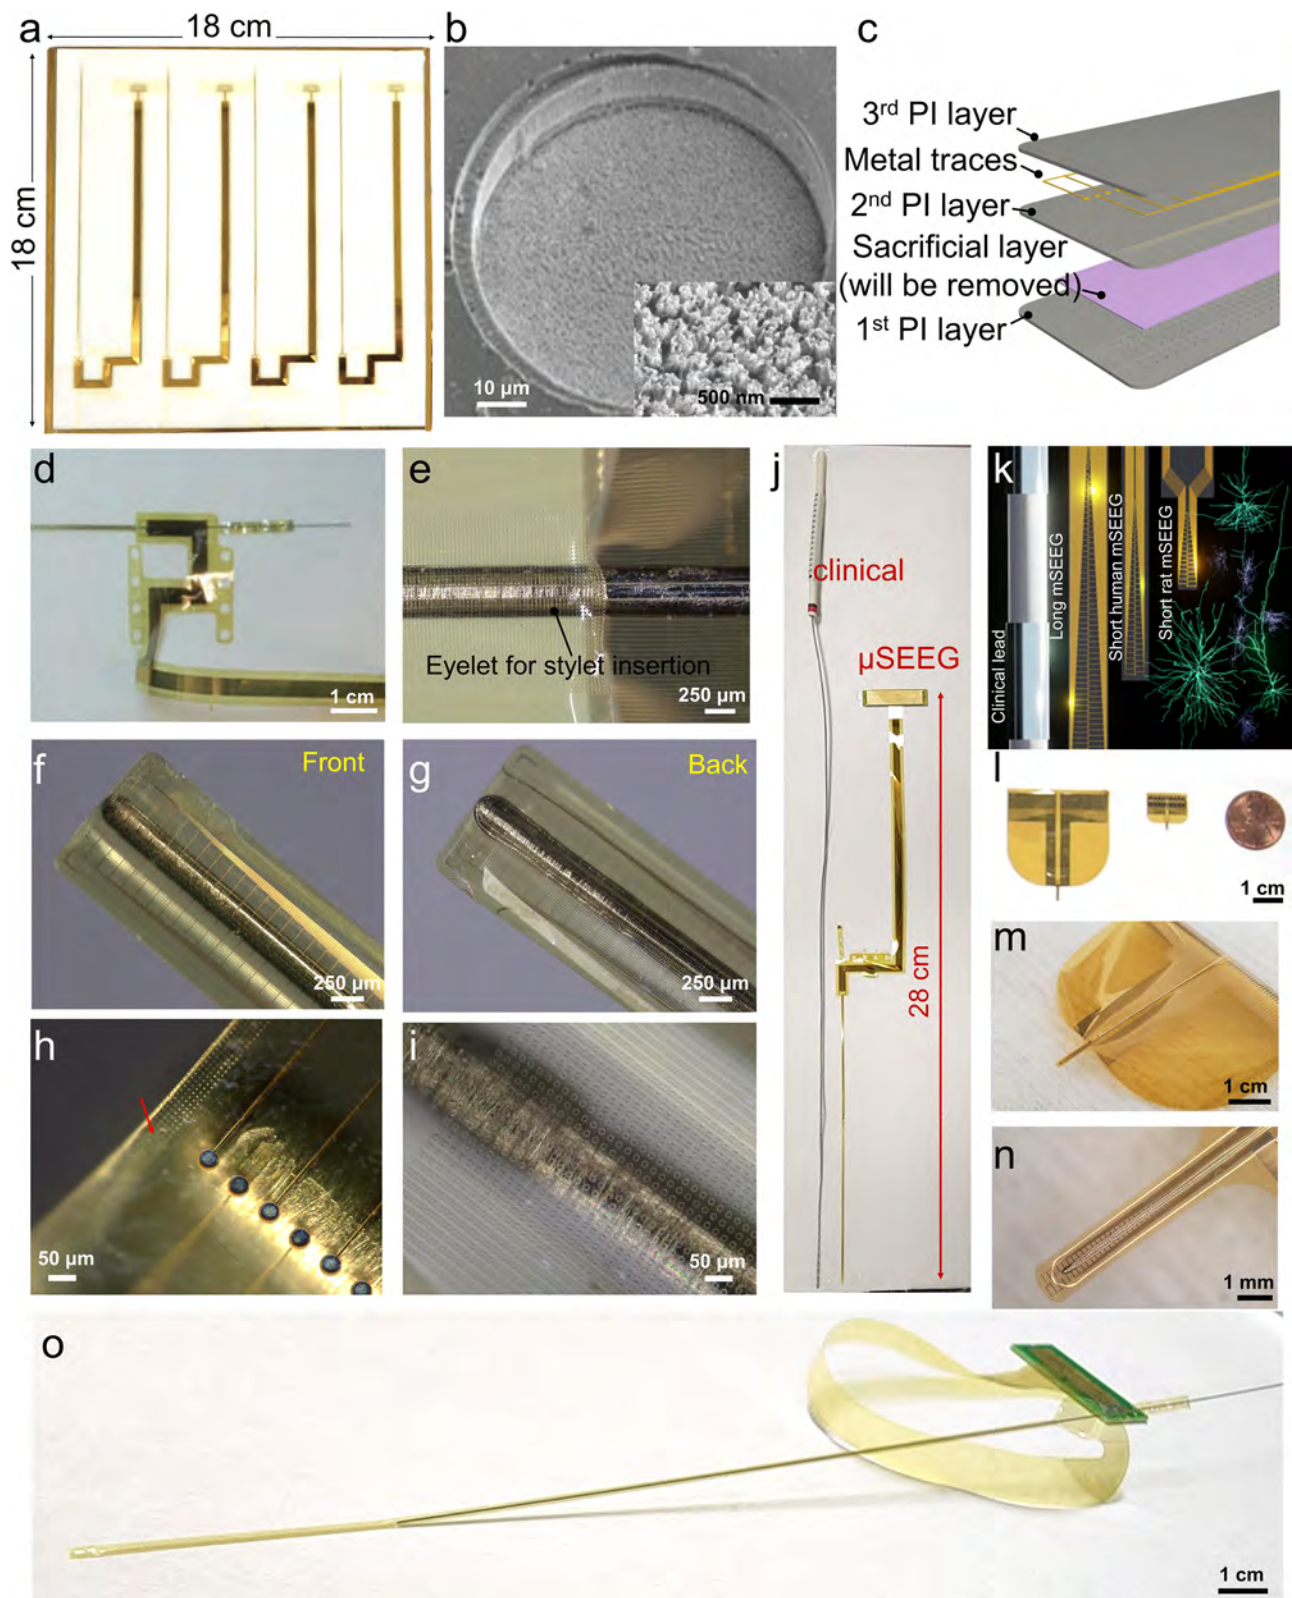 a
18 cm
18 cm
b
10 µm
500 nm
c
3rd PI layer
Metal traces
2nd PI layer
Sacrificial layer
(will be removed)
1st PI layer
d
1 cm
e
Eyelet for stylet insertion
250 µm
f
Front
250 µm
g
Back
250 µm
h
50 µm
i
50 µm
j
clinical
µSEEG
28 cm
k
Clinical lead
Long mSEEG
Short human mSEEG
Short rat mSEEG
l
1 cm
m
1 cm
n
1 mm
o
1 cm